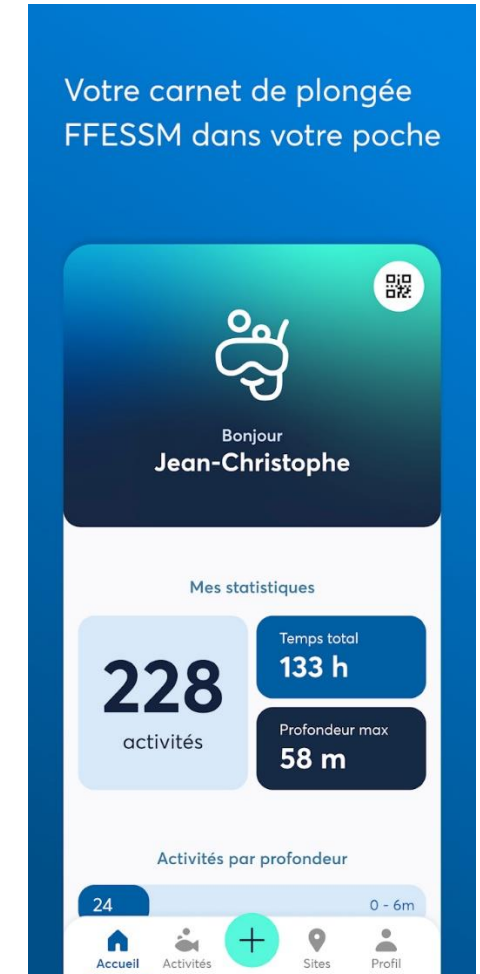 Votre carnet de plongée
FFESSM dans votre poche
Bonjour
Jean-Christophe
Mes statistiques
228
activités
Temps total
133 h
Profondeur max
58 m
Activités par profondeur
24
0 - 6m
Accueil
Activités
Sites
Profil